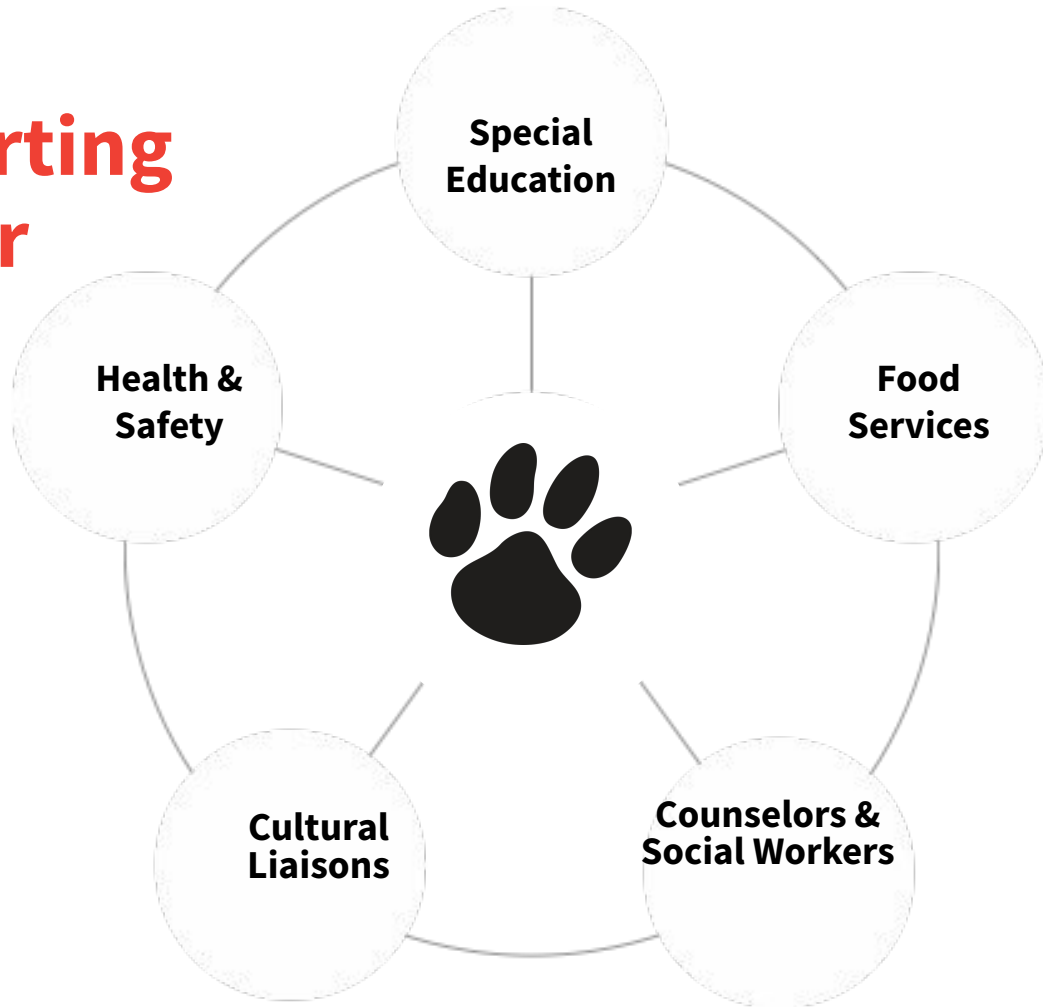 rting
r
Special
Education
Health &
Safety
Food
Services
Cultural
Liaisons
Counselors &
Social Workers